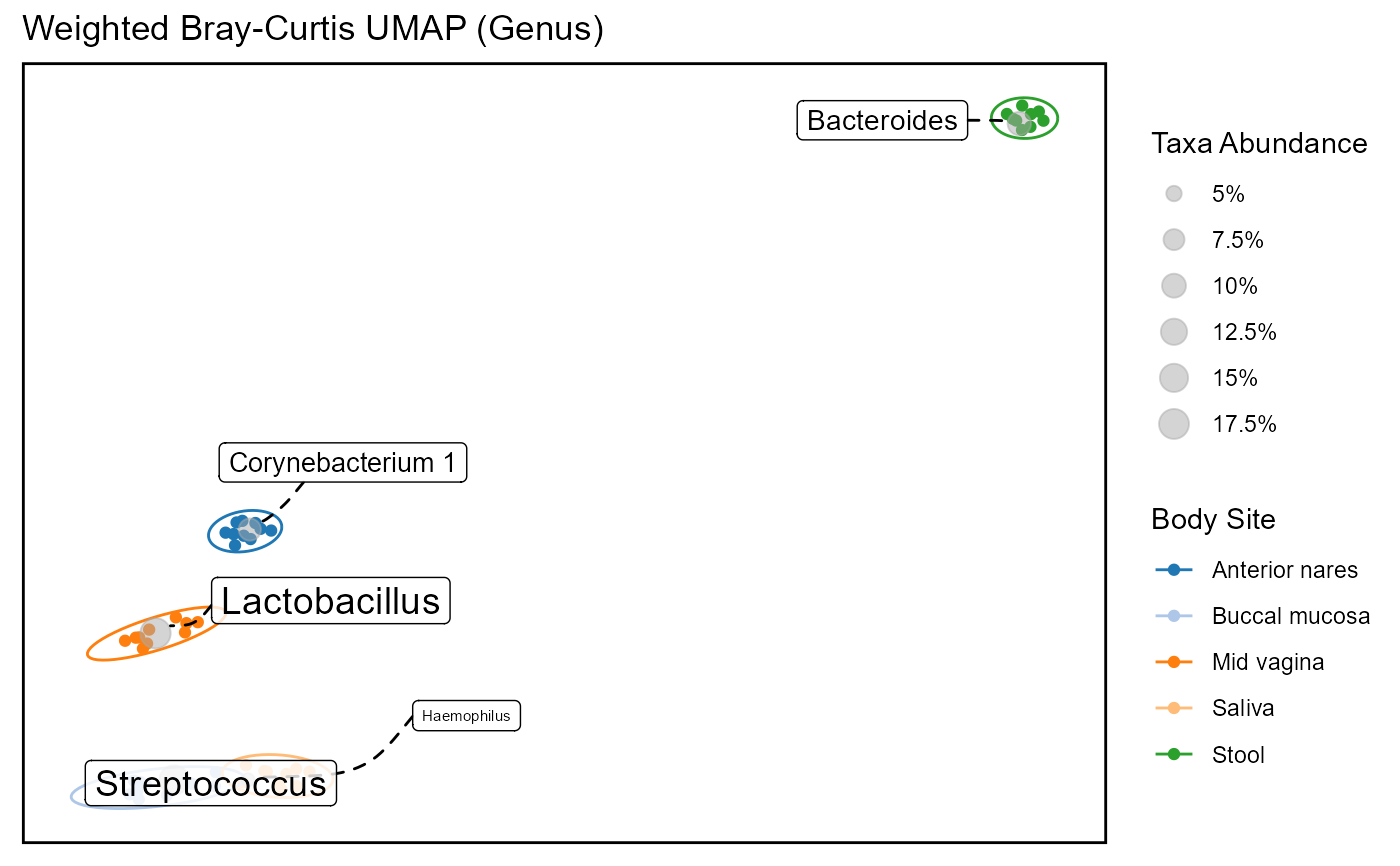 Weighted Bray-Curtis UMAP (Genus)
Bacteroides
Corynebacterium 1
Lactobacillus
Haemophilus
Streptococcus
Taxa Abundance
5%
7.5%
10%
12.5%
15%
17.5%
Body Site
Anterior nares
Buccal mucosa
Mid vagina
Saliva
Stool